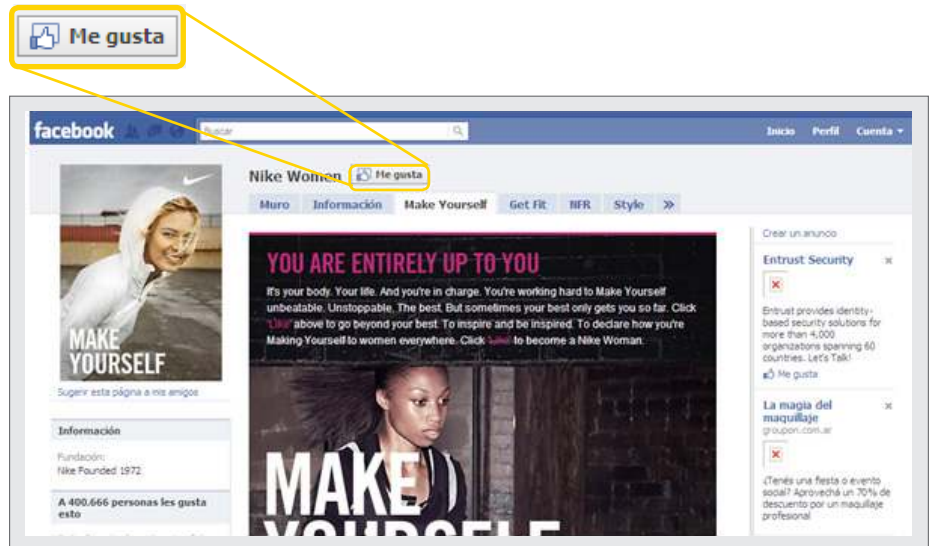 Me gusta
facebook
Buscar
Inicio Perfil Cuenta
Nike Women Me gusta
Muro Información Make Yourself Get Fit NFR Style »
MAKE
YOURSELF
Sugerir esta página a mis amigos
Información
Fundación:
Nike Founded 1972
A 400.666 personas les gusta
esto
YOU ARE ENTIRELY UP TO YOU
It's your body. Your life. And you're in charge. You're working hard to Make Yourself
unbeatable. Unstoppable. The best. But sometimes your best only gets you so far. Click
"Like" above to go beyond your best. To inspire and be inspired. To declare how you're
Making Yourself to women everywhere. Click "Like" to become a Nike Woman.
MAKE
YOURSELF
Crear un anuncio
Entrust Security
Entrust provides identity-
based security solutions for
more than 4,000
organizations spanning 60
countries. Let's Talk!
Me gusta
La magia del
maquillaje
groupon.com.ar
¿Tenés una fiesta o evento
social? Aprovechá un 70% de
descuento por un maquillaje
profesional